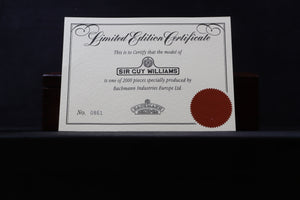 Limited Edition Certificate
This is to Certify that the model of
SIR GUY WILLIAMS
is one of 2000 pieces specially produced by
Bachmann Industries Europe Ltd
No. 0861
BACHMANN